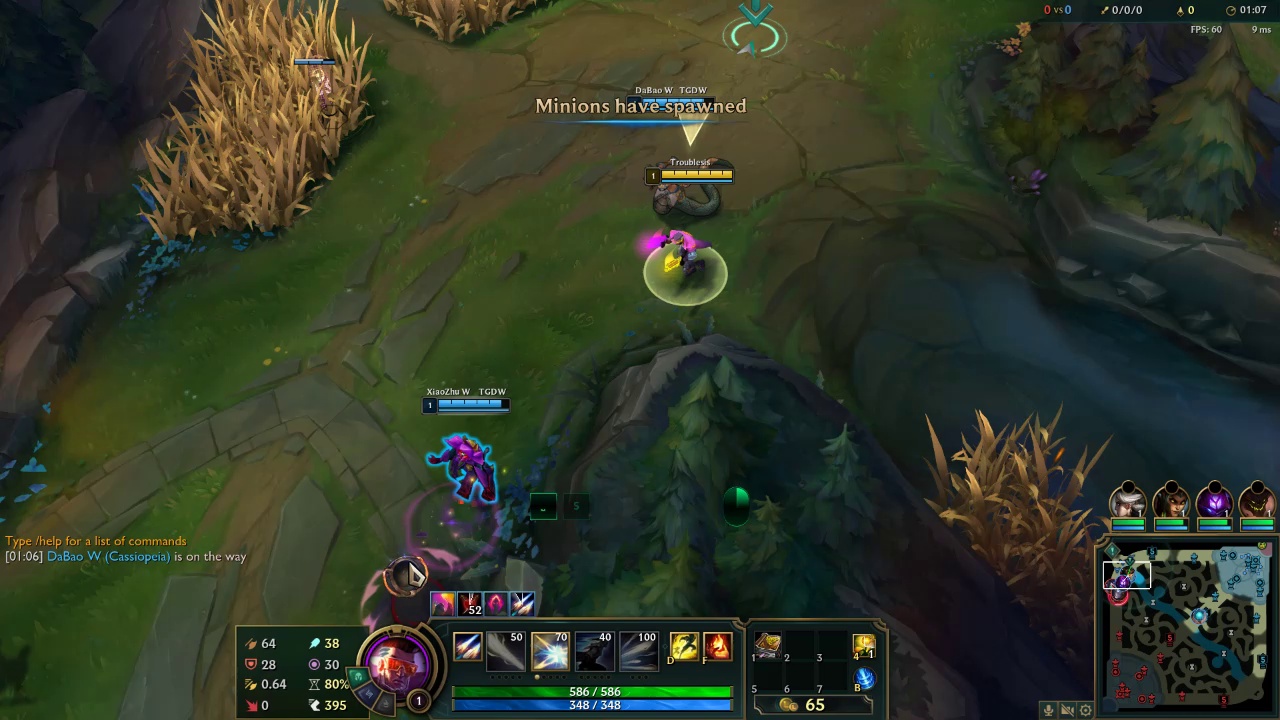 0 vs 0
0/0/0
0
01:07
FPS: 60
9 ms
DaBao W TGDW
Minions have spawned
Troublesis
1
XiaoZhu W TGDW
1
S
Type /help for a list of commands
[01:06] DaBao W (Cassiopeia) is on the way
52
64
38
28
30
0.64
80%
0
395
1
50
70
40
100
D
F
586 / 586
348 / 348
1
2
3
4
1
5
6
7
B
65